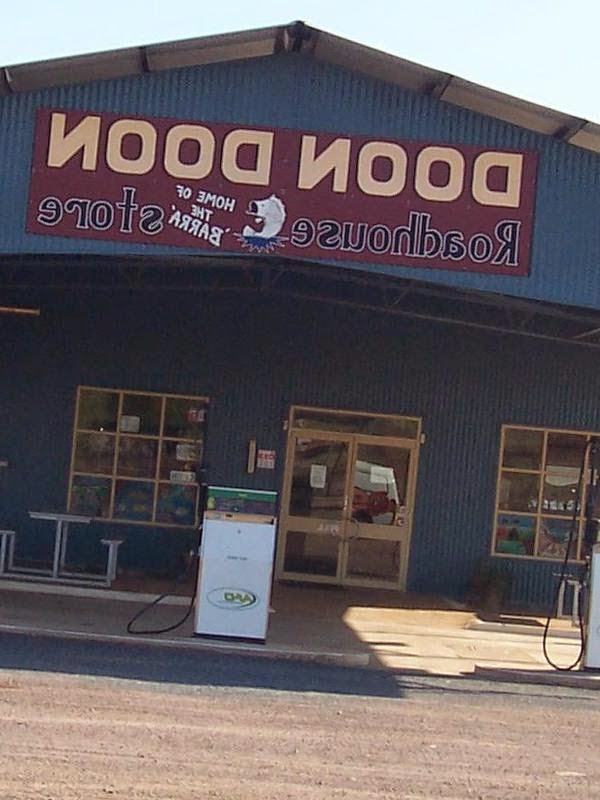 DOON DOON
Roadhouse store
HOME OF
THE
'BARRA'